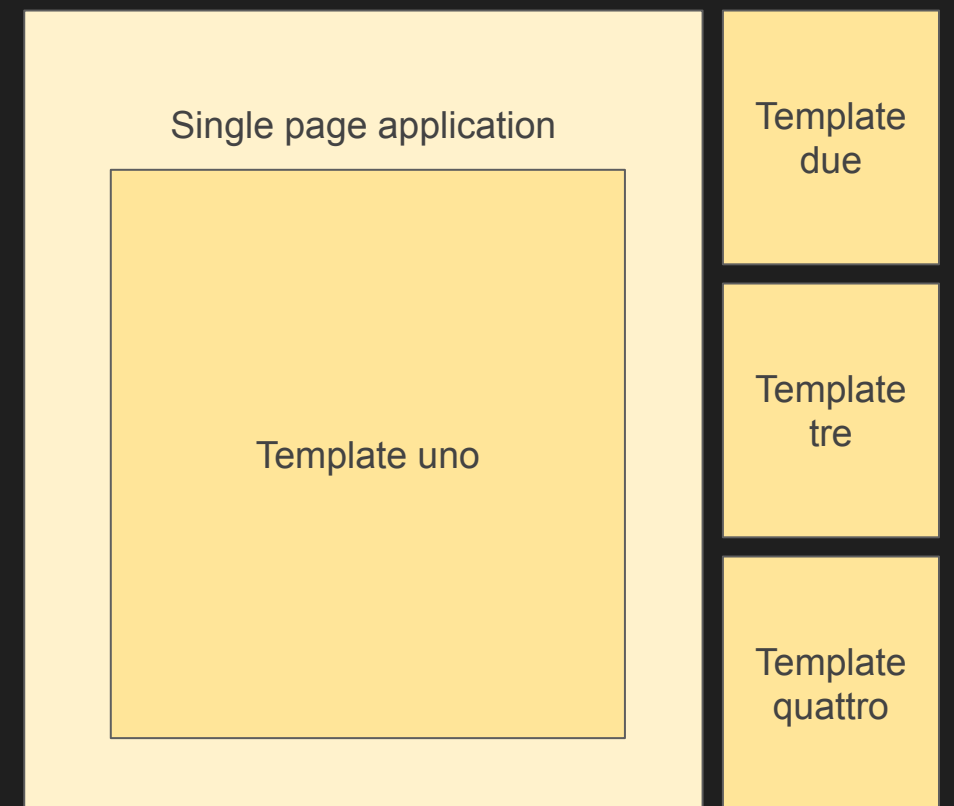 Single page application
Template uno
Template
due
Template
tre
Template
quattro